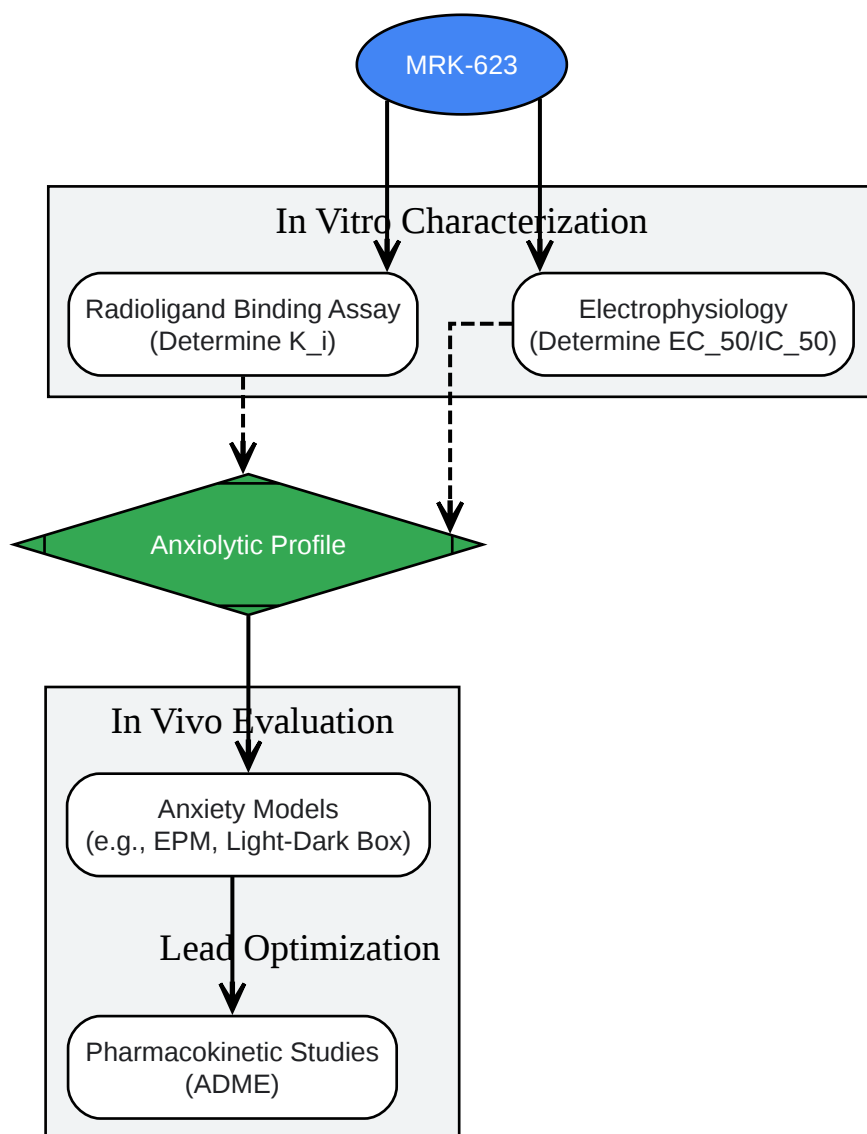 MRK-623
In Vitro Characterization
Radioligand Binding Assay
(Determine K_i)
Electrophysiology
(Determine EC_50/IC_50)
Anxiolytic Profile
In Vivo Evaluation
Anxiety Models
(e.g., EPM, Light-Dark Box)
Lead Optimization
Pharmacokinetic Studies
(ADME)